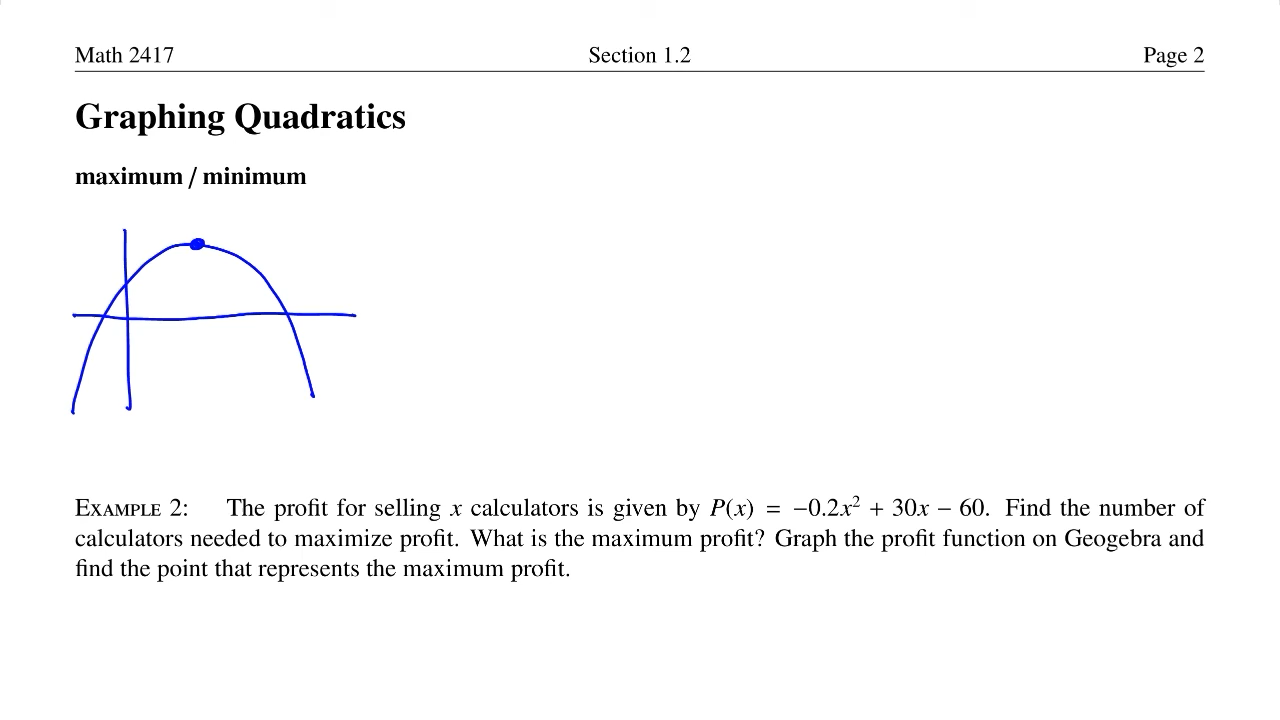 Math 2417 Section 1.2 Page 2
Graphing Quadratics
maximum / minimum
Example 2: The profit for selling x calculators is given by P(x) = −0.2x² + 30x − 60. Find the number of
calculators needed to maximize profit. What is the maximum profit? Graph the profit function on Geogebra and
find the point that represents the maximum profit.